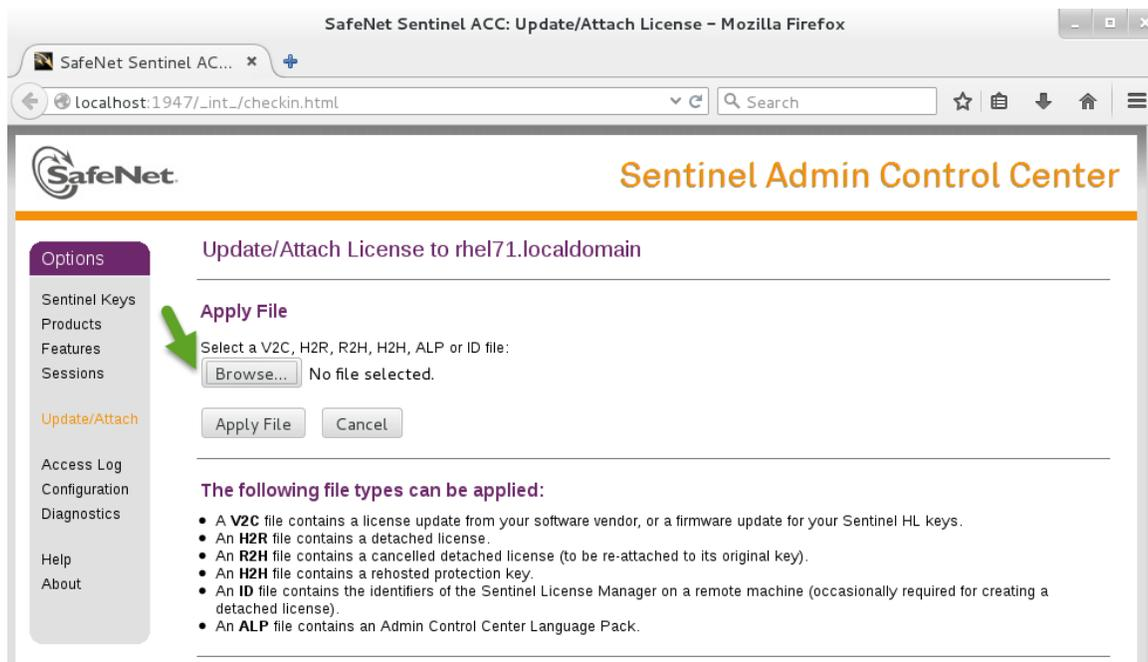 SafeNet Sentinel ACC: Update/Attach License – Mozilla Firefox
SafeNet Sentinel AC...
localhost:1947/_int_/checkin.html
Search
SafeNet.
Sentinel Admin Control Center
Options
Sentinel Keys
Products
Features
Sessions
Update/Attach
Access Log
Configuration
Diagnostics
Help
About
Update/Attach License to rhel71.localdomain
Apply File
Select a V2C, H2R, R2H, H2H, ALP or ID file:
Browse... No file selected.
Apply File Cancel
The following file types can be applied:
• A V2C file contains a license update from your software vendor, or a firmware update for your Sentinel HL keys.
• An H2R file contains a detached license.
• An R2H file contains a cancelled detached license (to be re-attached to its original key).
• An H2H file contains a rehosted protection key.
• An ID file contains the identifiers of the Sentinel License Manager on a remote machine (occasionally required for creating a
detached license).
• An ALP file contains an Admin Control Center Language Pack.